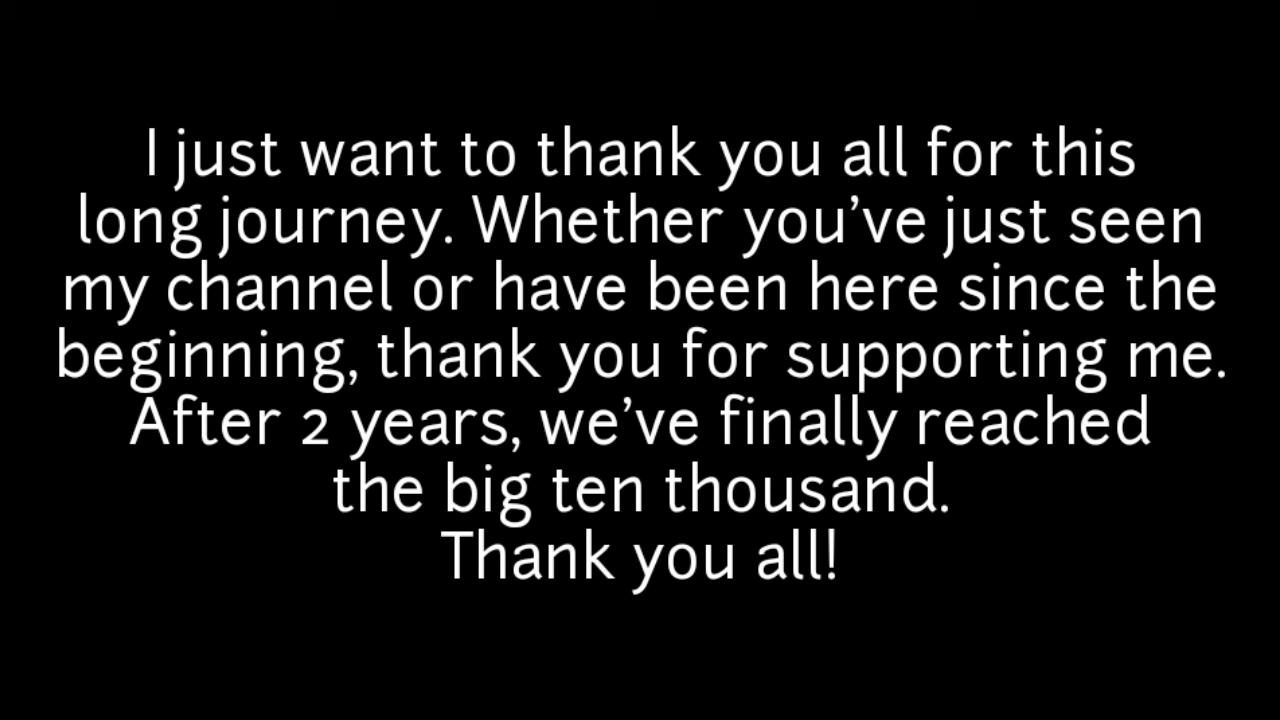 I just want to thank you all for this
long journey. Whether you’ve just seen
my channel or have been here since the
beginning, thank you for supporting me.
After 2 years, we’ve finally reached
the big ten thousand.
Thank you all!